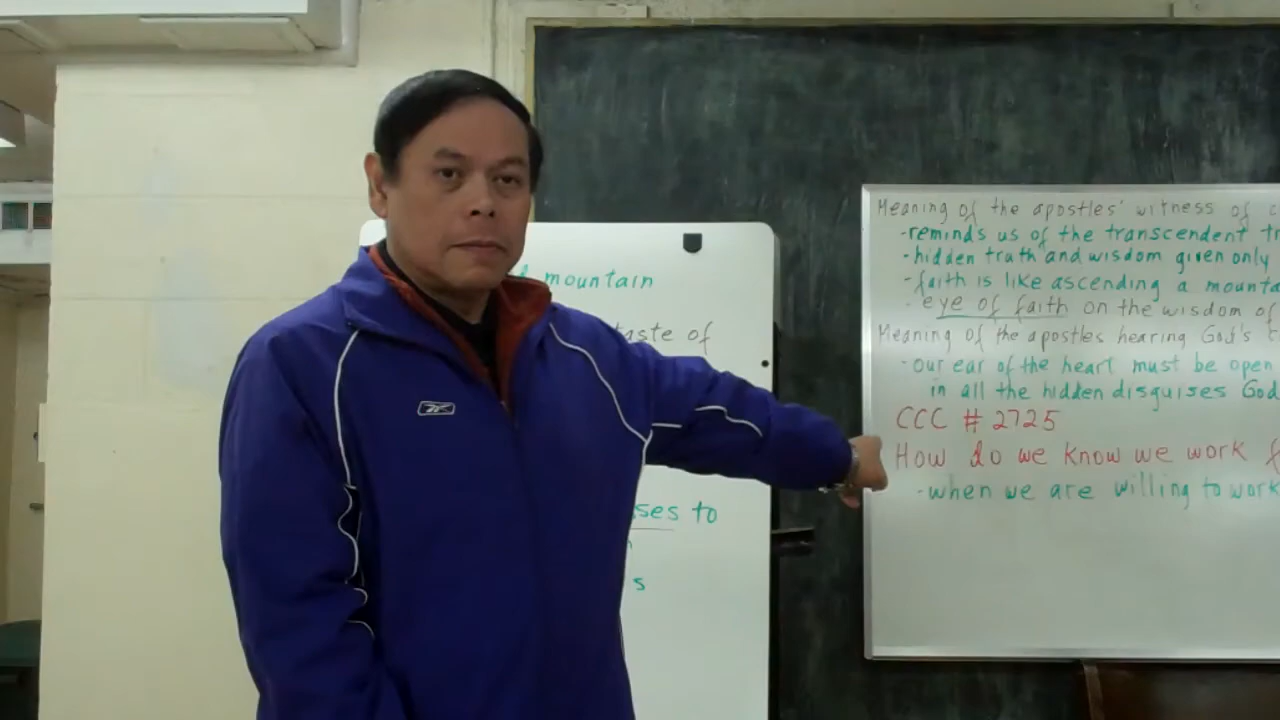 mountain
taste of
ses to
s
Meaning of the apostles' witness of
-reminds us of the transcendent
-hidden truth and wisdom given only
-faith is like ascending a mounta
-eye of faith on the wisdom of
Meaning of the apostles hearing God's
-our ear of the heart must be open
in all the hidden disguises God
CCC # 2725
How do we know we work
-when we are willing to work